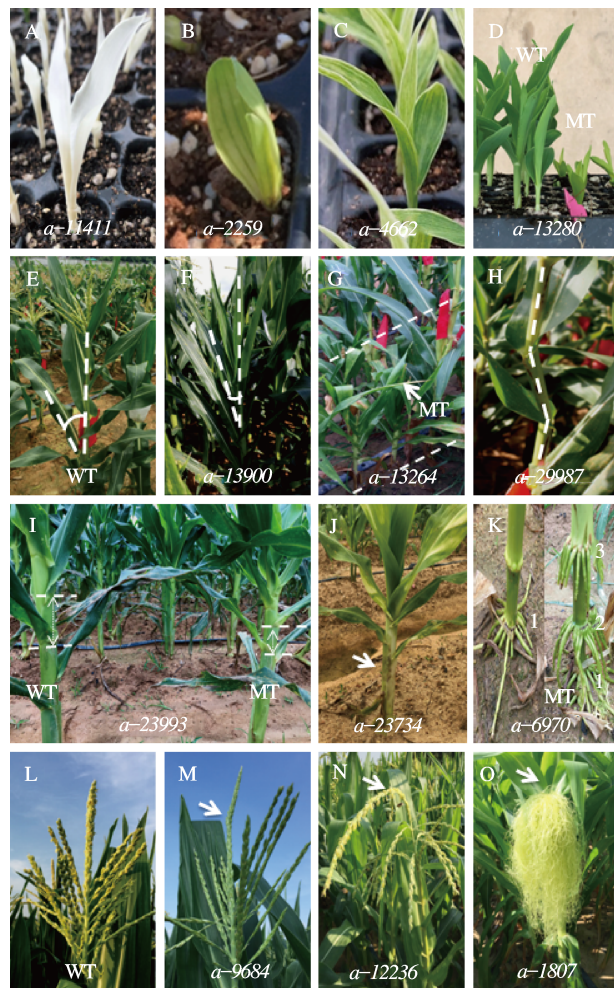 A
a–11411
B
a–2259
C
a–4662
D
WT
MT
a–13280
E
WT
F
a–13900
G
MT
a–13264
H
a–29987
I
WT
MT
a–23993
J
a–23734
K
1
3
2
1
MT
a–6970
L
WT
M
a–9684
N
a–12236
O
a–1807